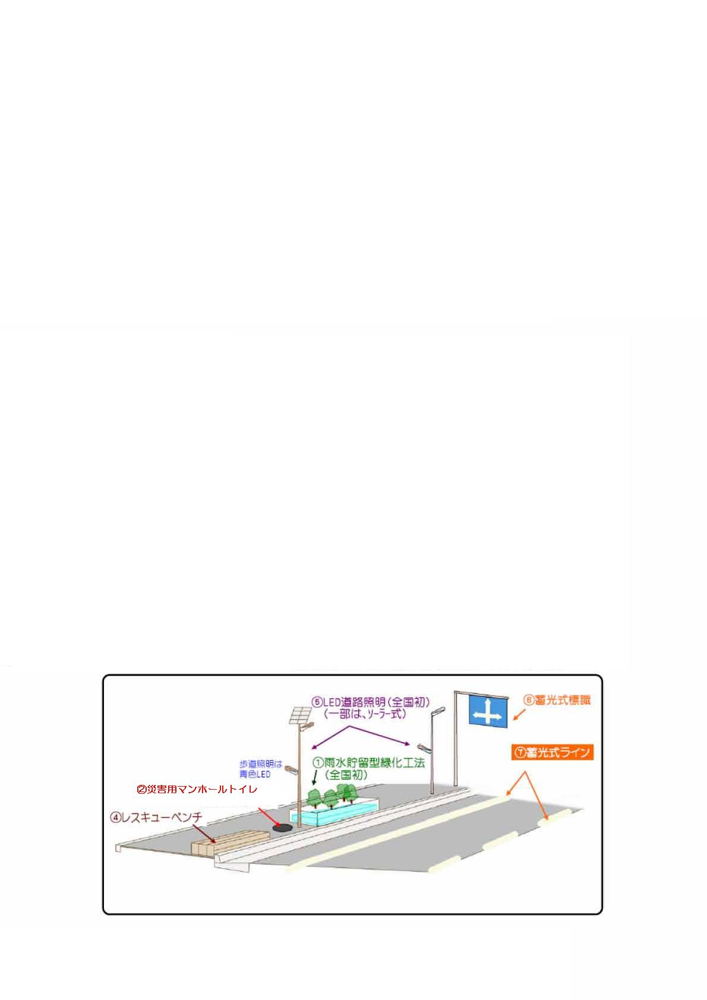 ⑤LED道路照明(全国初)
(一部は、ソーラー式)
⑥蓄光式標識
⑦蓄光式ライン
①雨水貯留型緑化工法
(全国初)
歩道照明は
青色LED
②災害用マンホールトイレ
④レスキューベンチ